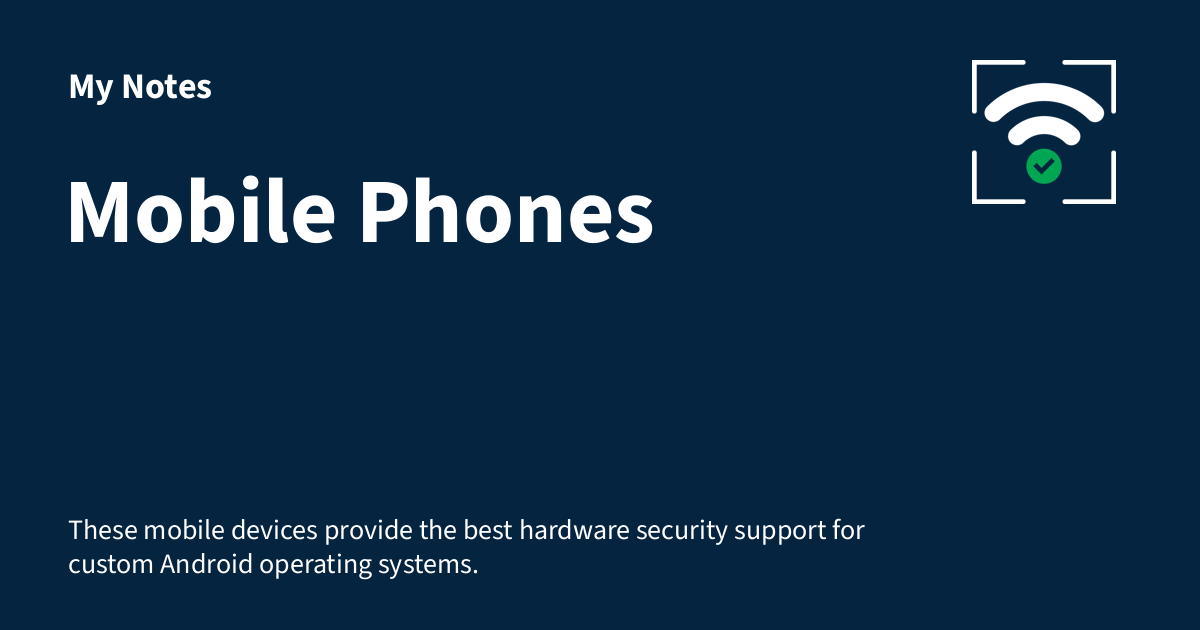 My Notes
Mobile Phones
These mobile devices provide the best hardware security support for
custom Android operating systems.